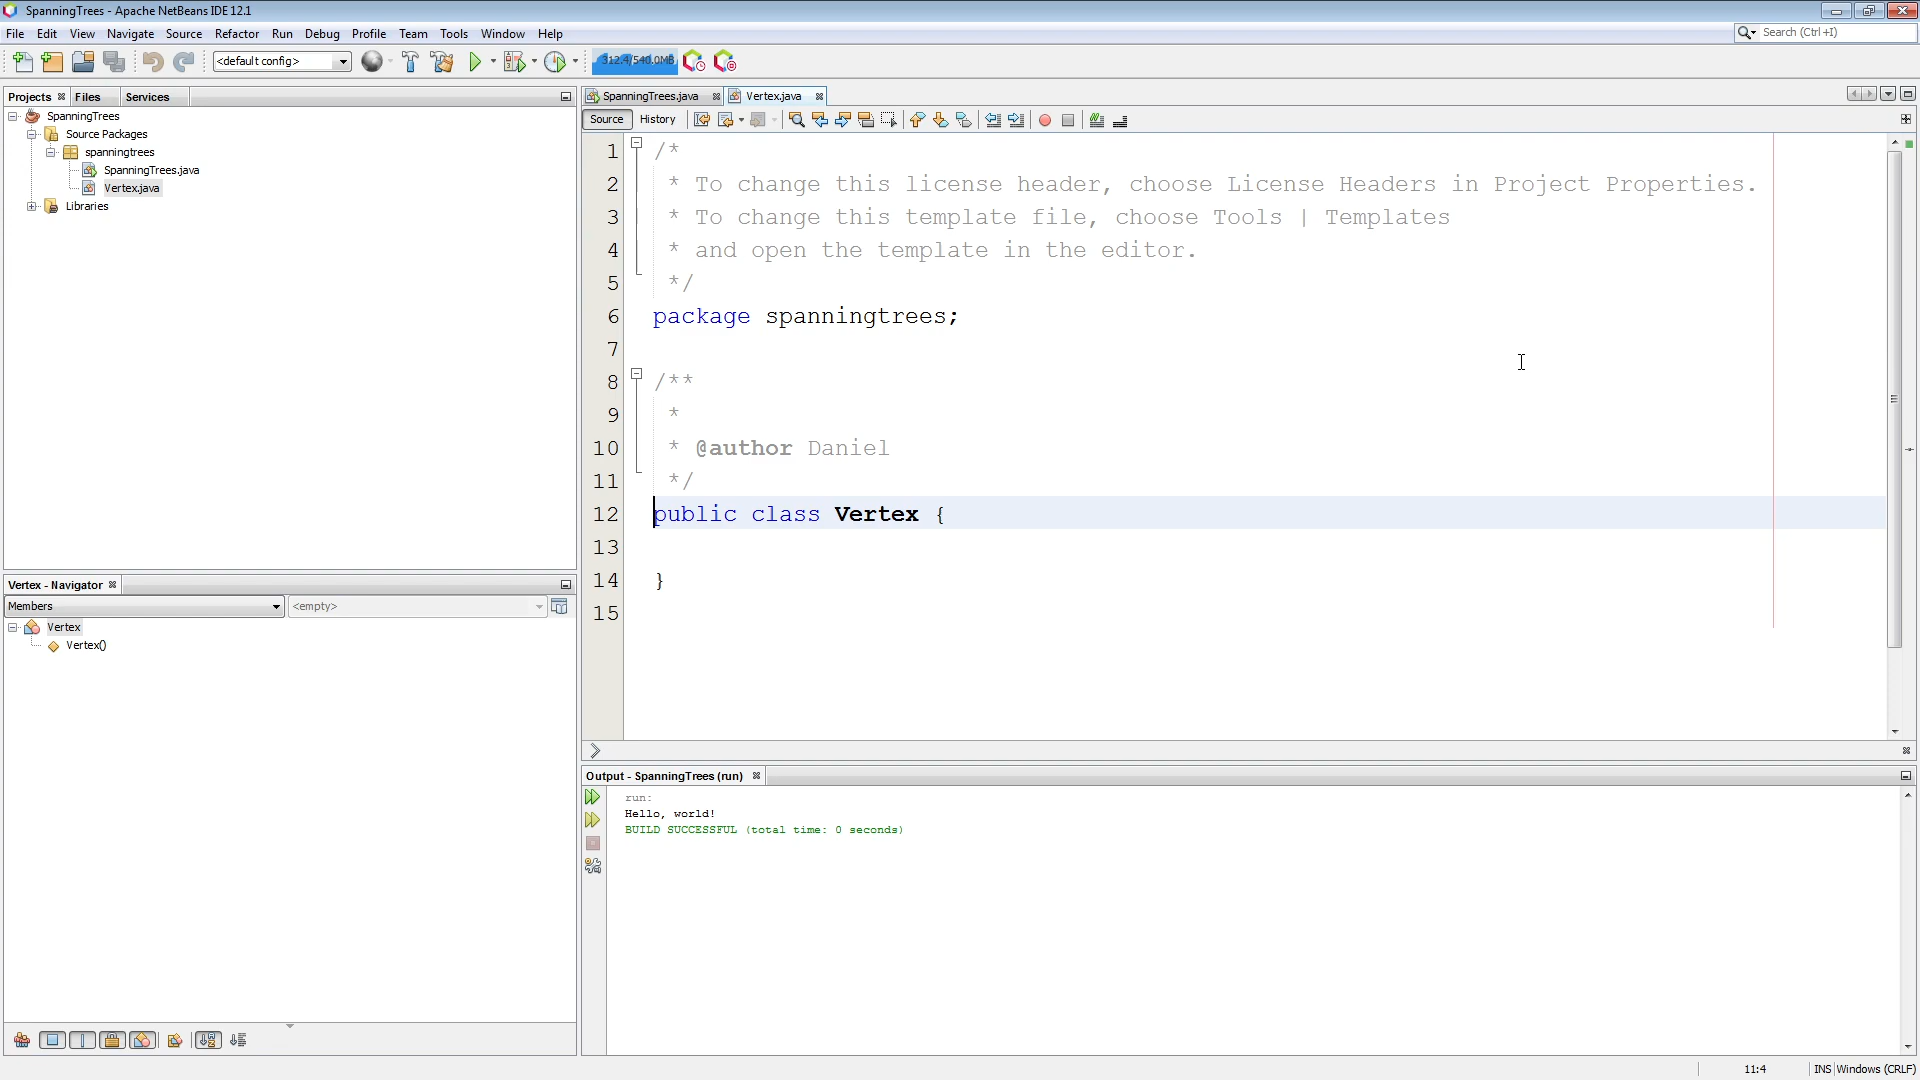 SpanningTrees - Apache NetBeans IDE 12.1
File Edit View Navigate Source Refactor Run Debug Profile Team Tools Window Help
Search (Ctrl+I)
<default config>
312.4/540.0MB
Projects Files Services
SpanningTrees
Source Packages
spanningtrees
SpanningTrees.java
Vertex.java
Libraries
Vertex - Navigator
Members <empty>
Vertex
Vertex()
SpanningTrees.java Vertex.java
Source History
1 /*
2 * To change this license header, choose License Headers in Project Properties.
3 * To change this template file, choose Tools | Templates
4 * and open the template in the editor.
5 */
6 package spanningtrees;
7
8 /**
9 *
10 * @author Daniel
11 */
12 public class Vertex {
13
14 }
15
Output - SpanningTrees (run)
run:
Hello, world!
BUILD SUCCESSFUL (total time: 0 seconds)
11:4 INS Windows (CRLF)